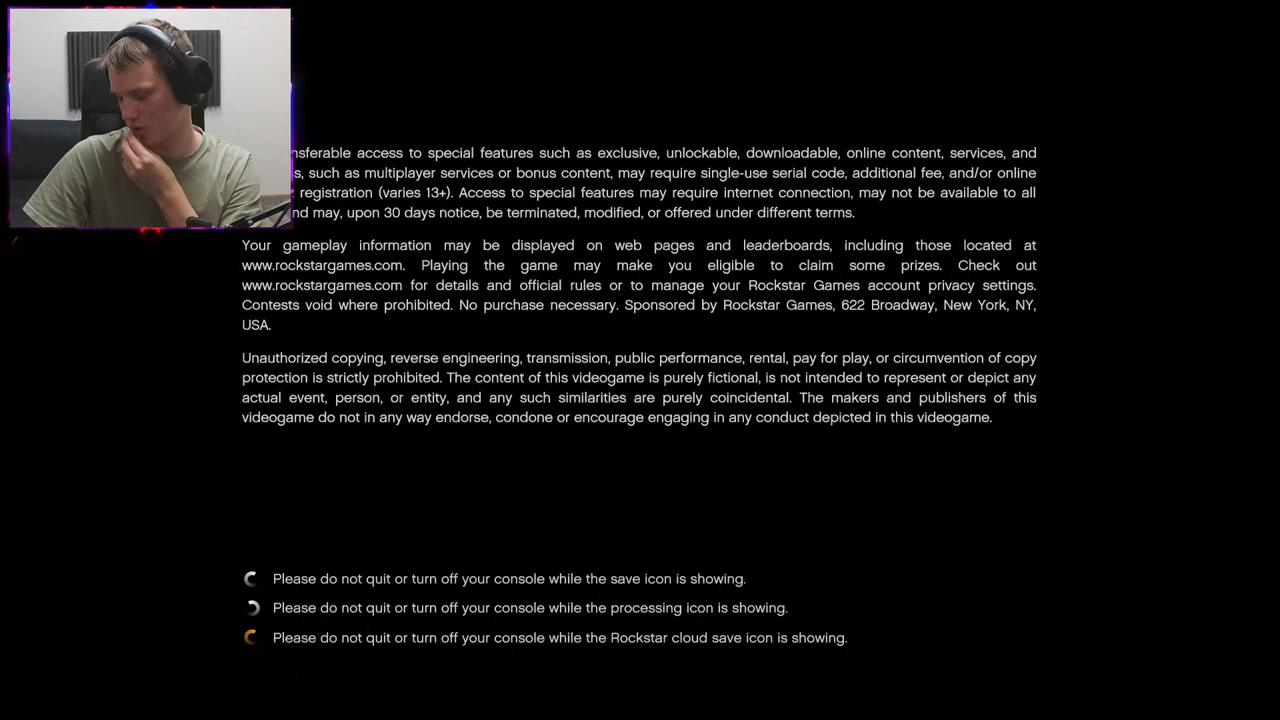 access to special features such as exclusive, unlockable, downloadable, online content, services, and
such as multiplayer services or bonus content, may require single-use serial code, additional fee, and/or online
registration (varies 13+). Access to special features may require internet connection, may not be available to all
may, upon 30 days notice, be terminated, modified, or offered under different terms.
Your gameplay information may be displayed on web pages and leaderboards, including those located at
www.rockstargames.com. Playing the game may make you eligible to claim some prizes. Check out
www.rockstargames.com for details and official rules or to manage your Rockstar Games account privacy settings.
Contests void where prohibited. No purchase necessary. Sponsored by Rockstar Games, 622 Broadway, New York, NY,
USA.
Unauthorized copying, reverse engineering, transmission, public performance, rental, pay for play, or circumvention of copy
protection is strictly prohibited. The content of this videogame is purely fictional, is not intended to represent or depict any
actual event, person, or entity, and any such similarities are purely coincidental. The makers and publishers of this
videogame do not in any way endorse, condone or encourage engaging in any conduct depicted in this videogame.
Please do not quit or turn off your console while the save icon is showing.
Please do not quit or turn off your console while the processing icon is showing.
Please do not quit or turn off your console while the Rockstar cloud save icon is showing.